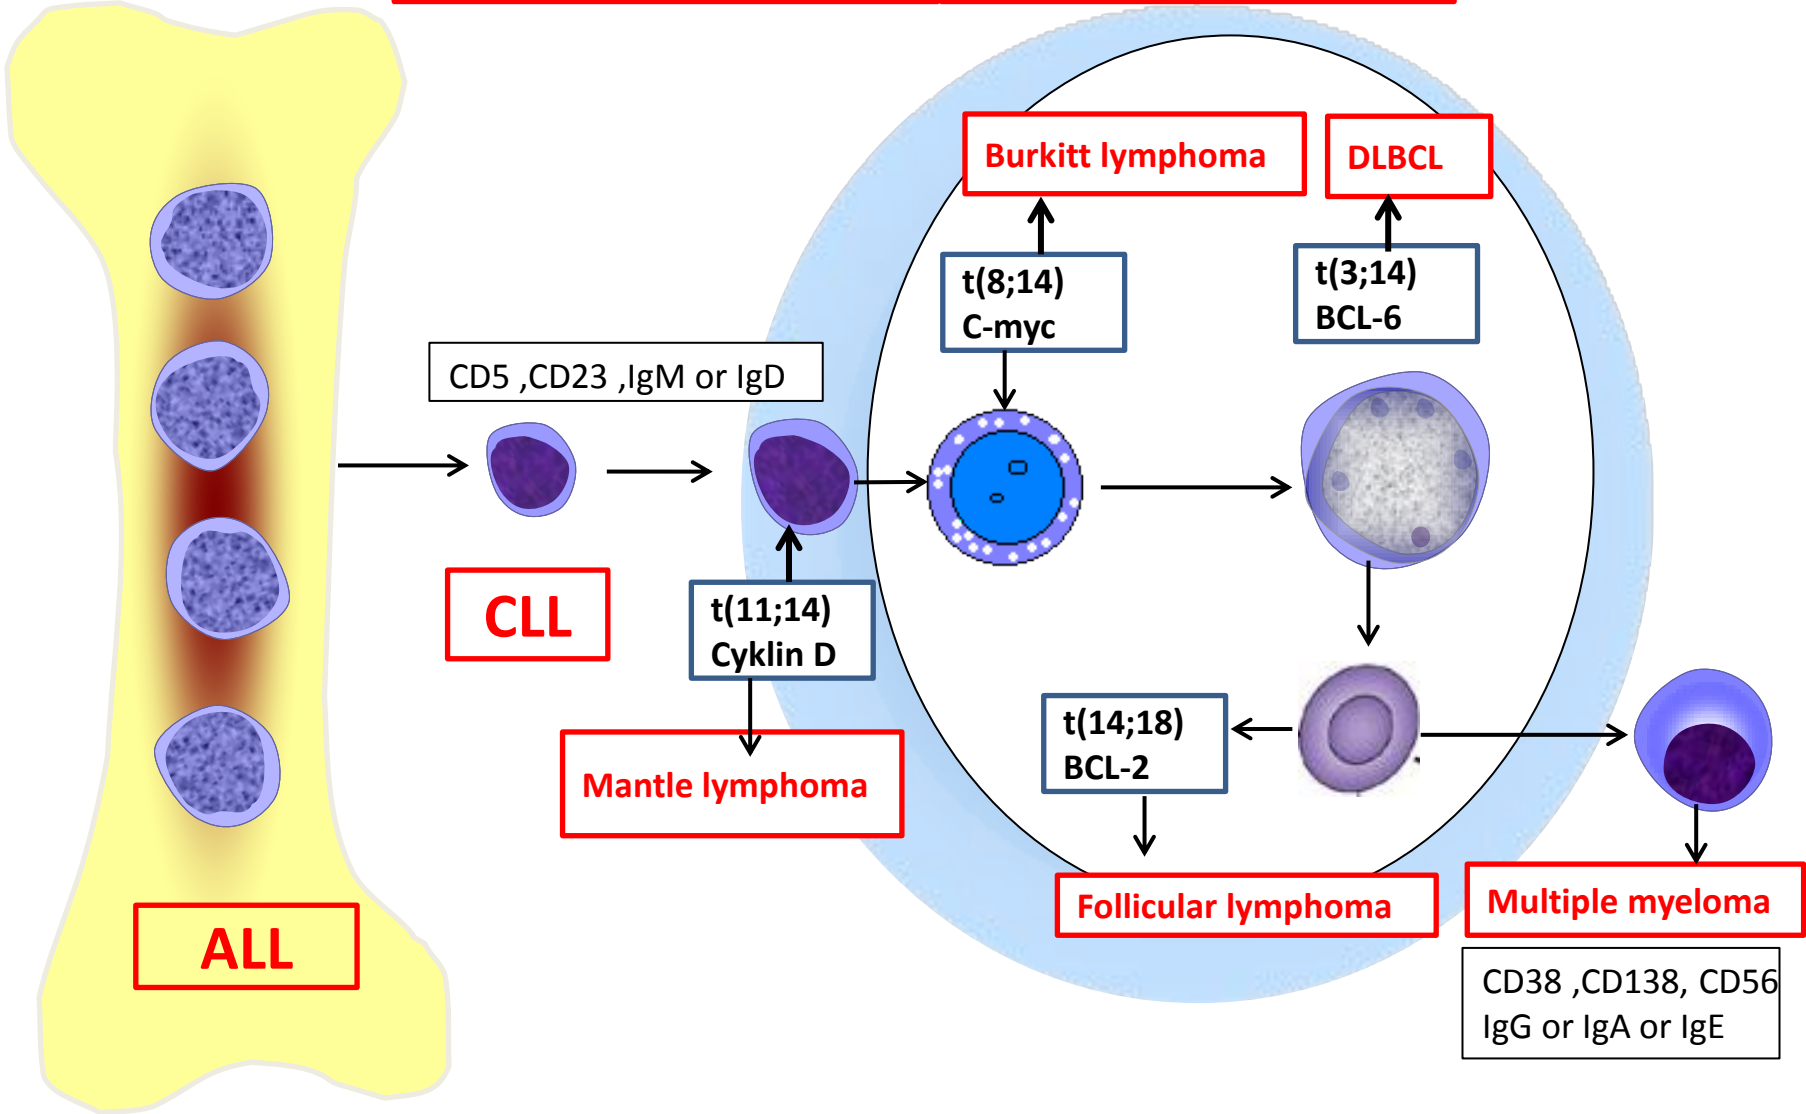 Burkitt lymphoma
DLBCL
t(8;14)
C-myc
t(3;14)
BCL-6
CD5 ,CD23 ,IgM or IgD
CLL
t(11;14)
Cyklin D
Mantle lymphoma
t(14;18)
BCL-2
Follicular lymphoma
Multiple myeloma
ALL
CD38 ,CD138, CD56
IgG or IgA or IgE